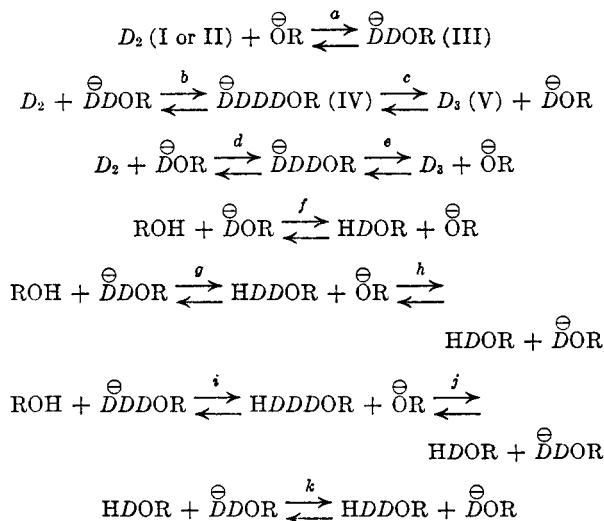 a
D₂ (I or II) + ⊖OR ⇌ ⊖DDOR (III)
b c
D₂ + ⊖DDOR ⇌ ⊖DDDDOR (IV) ⇌ D₃ (V) + ⊖DOR
d e
D₂ + ⊖DOR ⇌ ⊖DDDOR ⇌ D₃ + ⊖OR
f
ROH + ⊖DOR ⇌ HDOR + ⊖OR
g h
ROH + ⊖DDOR ⇌ HDDOR + ⊖OR ⇌
HDOR + ⊖DOR
i j
ROH + ⊖DDDOR ⇌ HDDDOR + ⊖OR ⇌
HDOR + ⊖DDOR
k
HDOR + ⊖DDOR ⇌ HDDOR + ⊖DOR